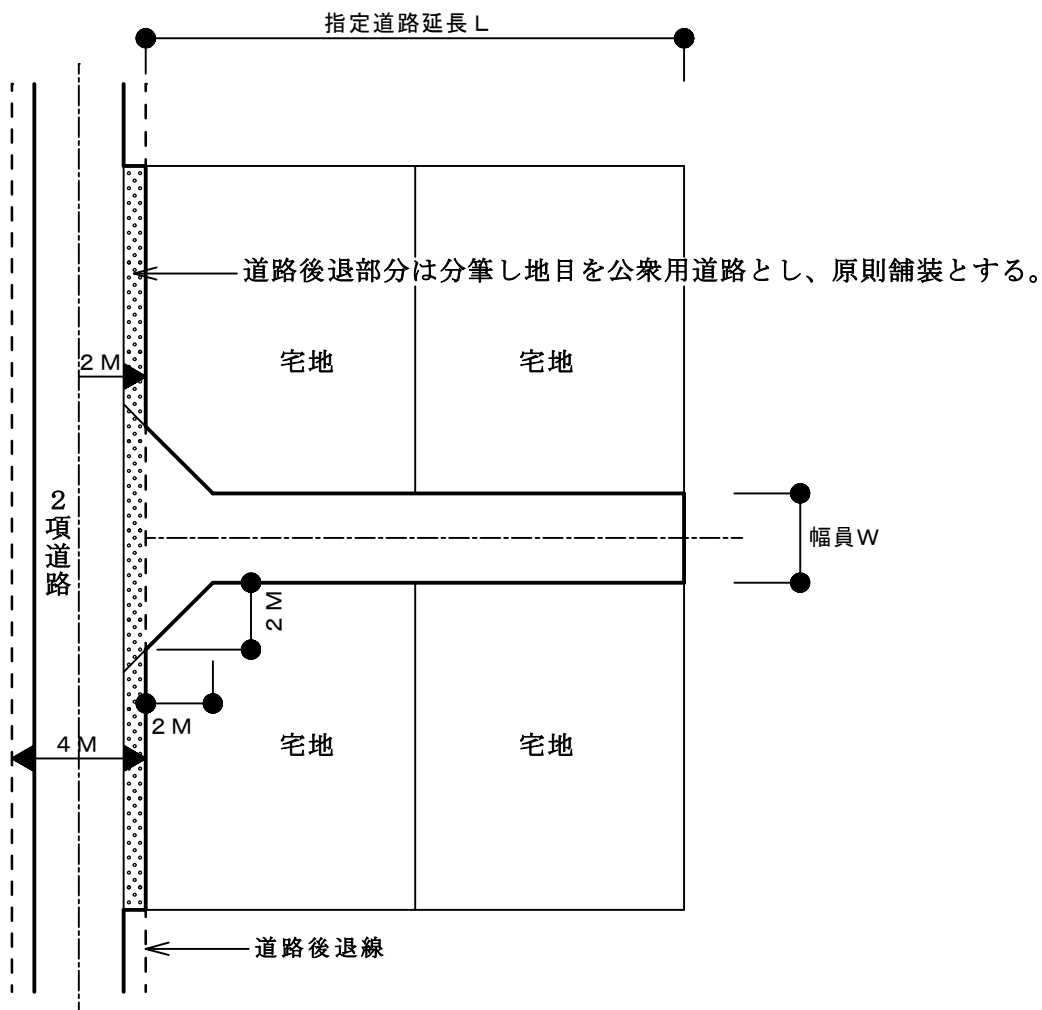 指定道路延長L
道路後退部分は分筆し地目を公衆用道路とし、原則舗装とする。
宅地
宅地
2M
2項道路
幅員W
2M
2M
4M
宅地
宅地
道路後退線